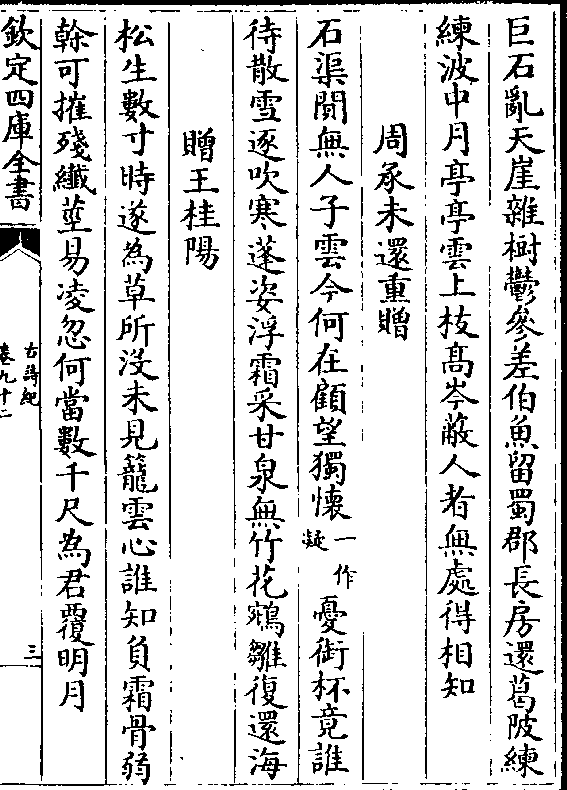 巨石亂天崖雜樹鬱參差伯魚留蜀郡長房還葛陂練
練波中月亭亭雲上枝髙岑蔽人者無處得相知
周承未還重贈
石渠閴無人子雲今何在顧望獨懐一作凝憂銜杯竟誰
待散雪逐吹寒蓬姿浮霜采甘泉無竹花鵷雛復還海
贈王桂陽
松生數寸時遂為草所没未見籠雲心誰知負霜骨弱
榦可摧殘纎莖易凌忽何當數千尺為君覆明月
欽定四庫全書
古詩紀
卷九十二
三